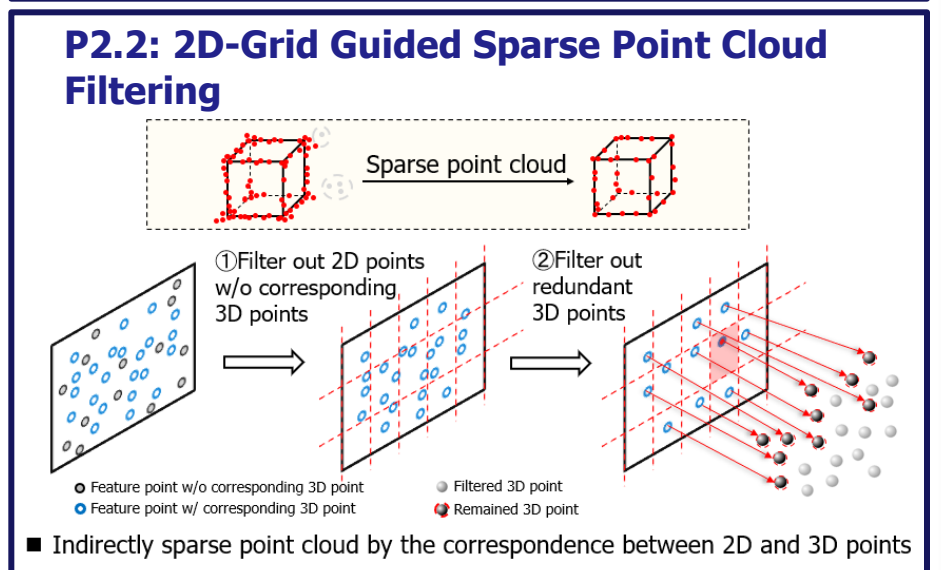 P2.2: 2D-Grid Guided Sparse Point Cloud
Filtering
Sparse point cloud
①Filter out 2D points
w/o corresponding
3D points
②Filter out
redundant
3D points
Feature point w/o corresponding 3D point
Feature point w/ corresponding 3D point
Filtered 3D point
Remained 3D point
■ Indirectly sparse point cloud by the correspondence between 2D and 3D points